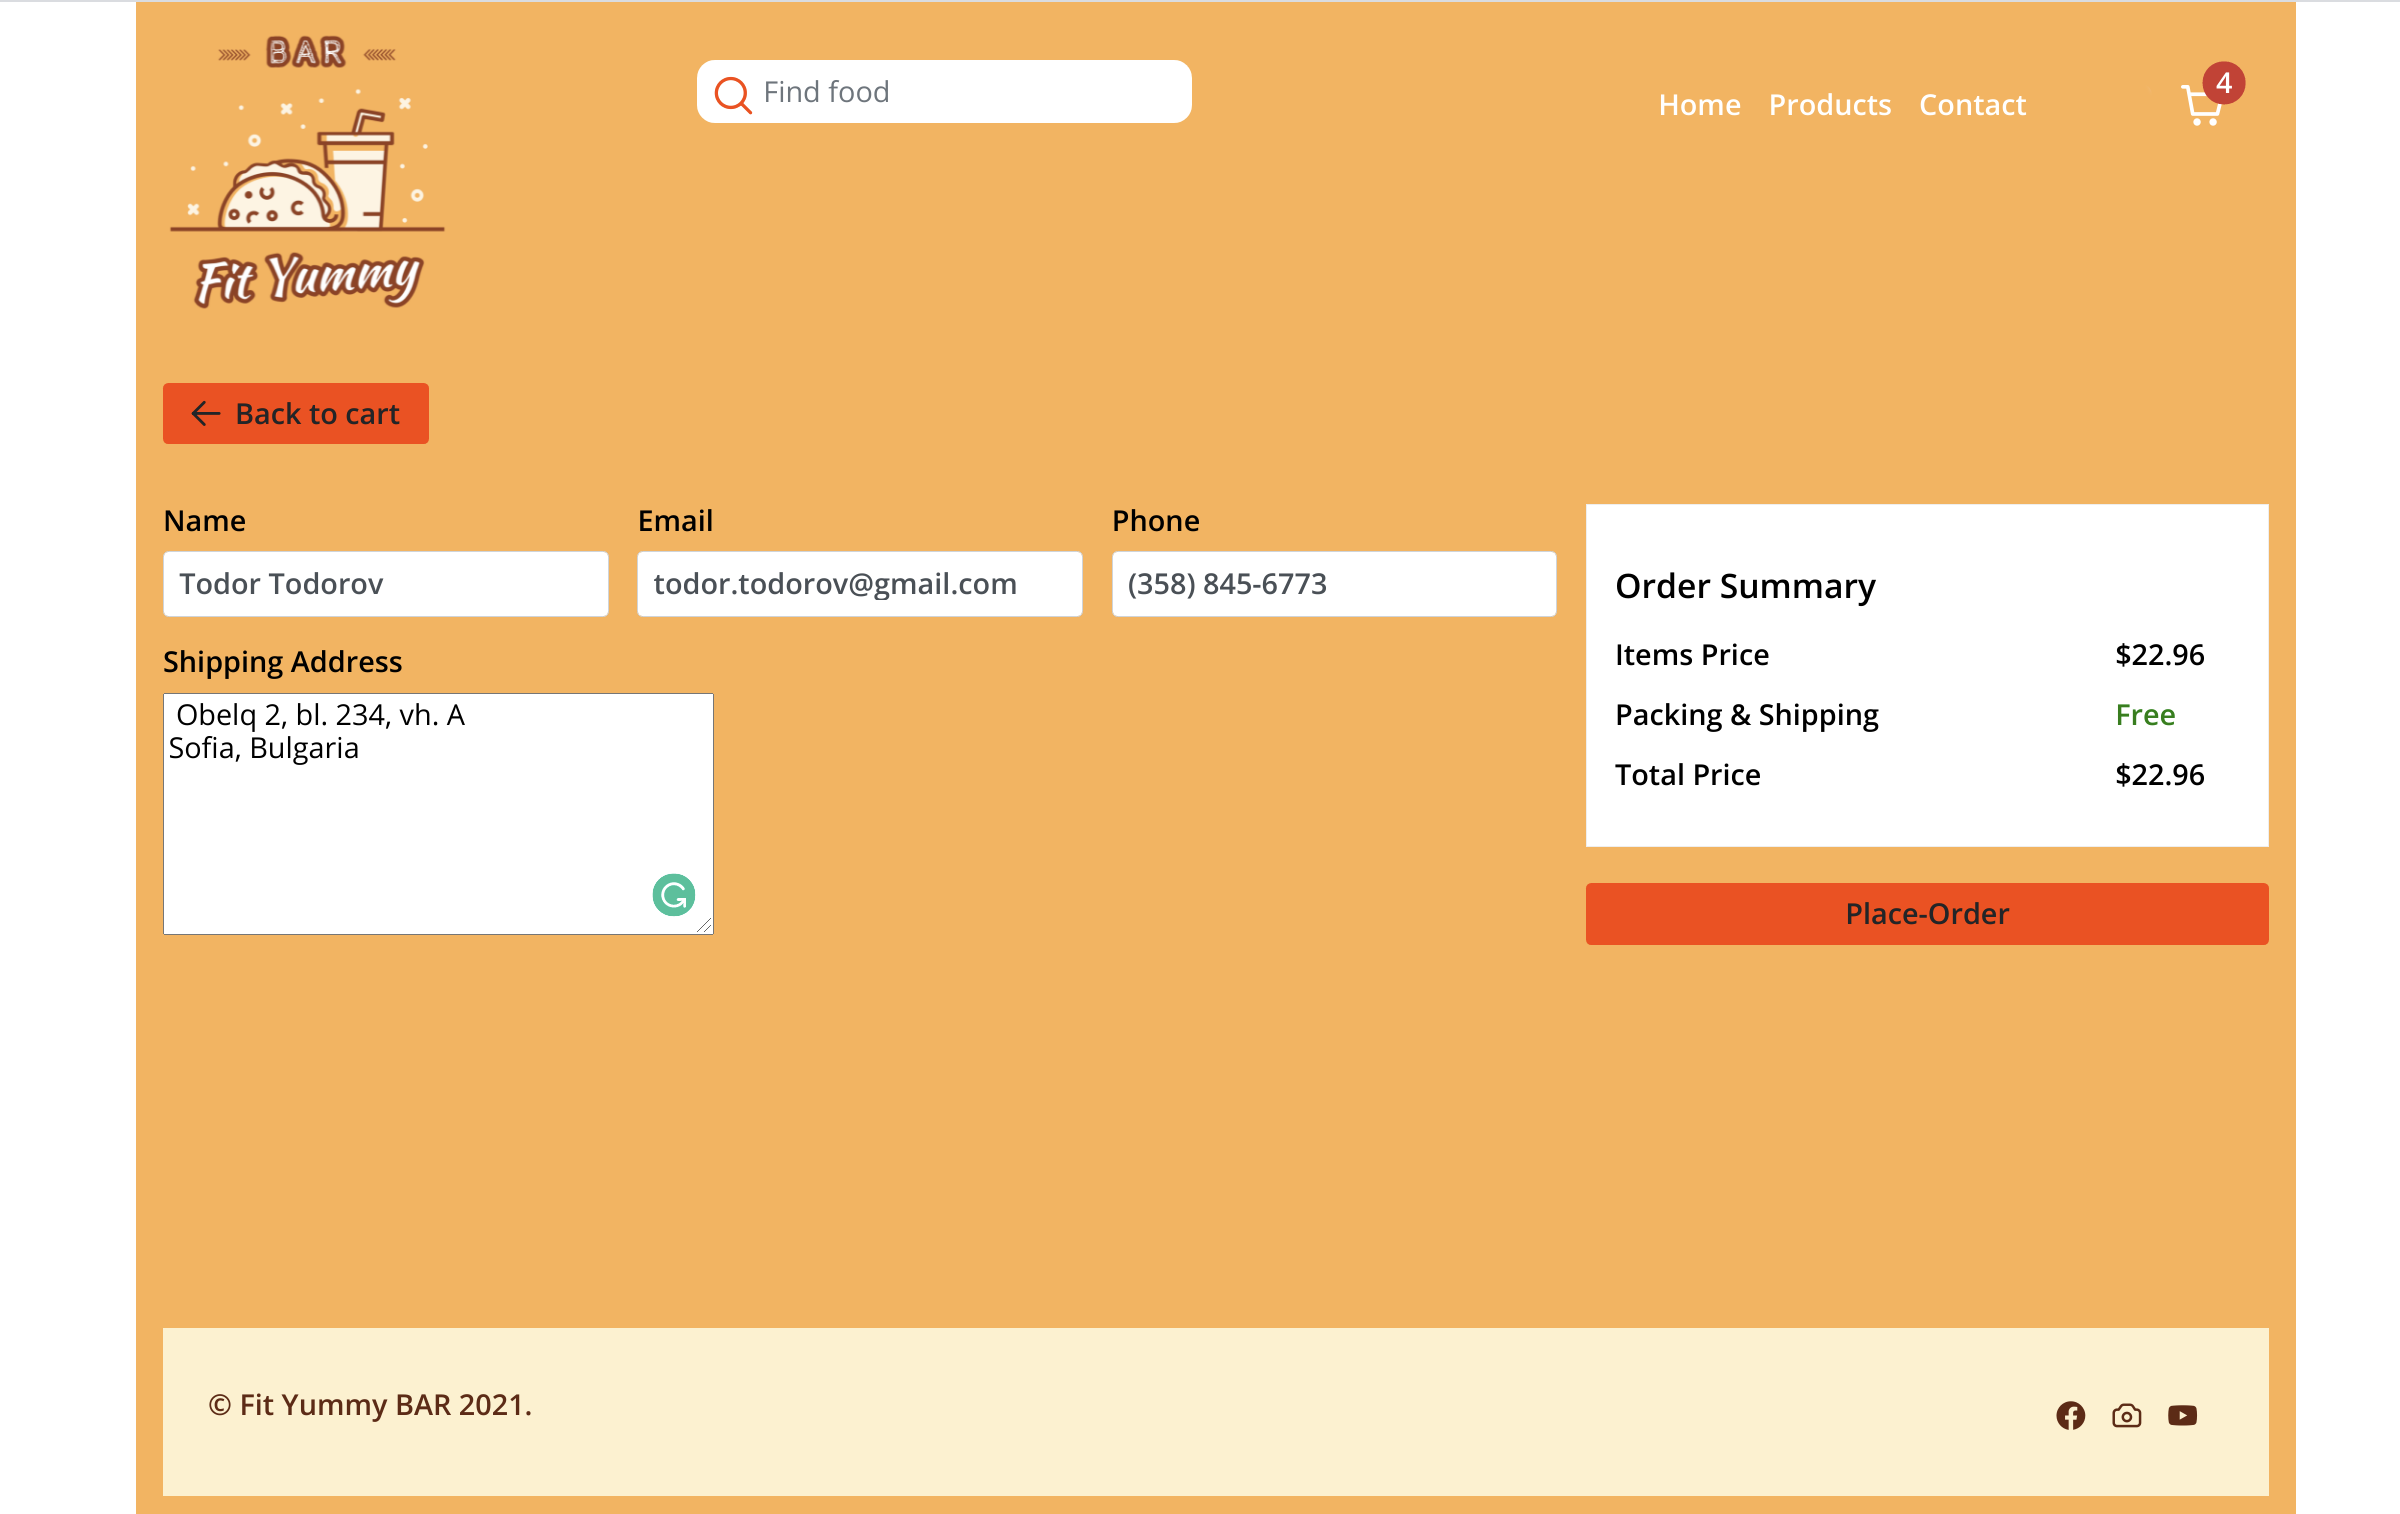 BAR
Fit Yummy
Find food
Home Products Contact
4
Back to cart
Name Email Phone
Todor Todorov todor.todorov@gmail.com (358) 845-6773
Shipping Address
Obelq 2, bl. 234, vh. A
Sofia, Bulgaria
Order Summary
Items Price $22.96
Packing & Shipping Free
Total Price $22.96
Place-Order
© Fit Yummy BAR 2021.